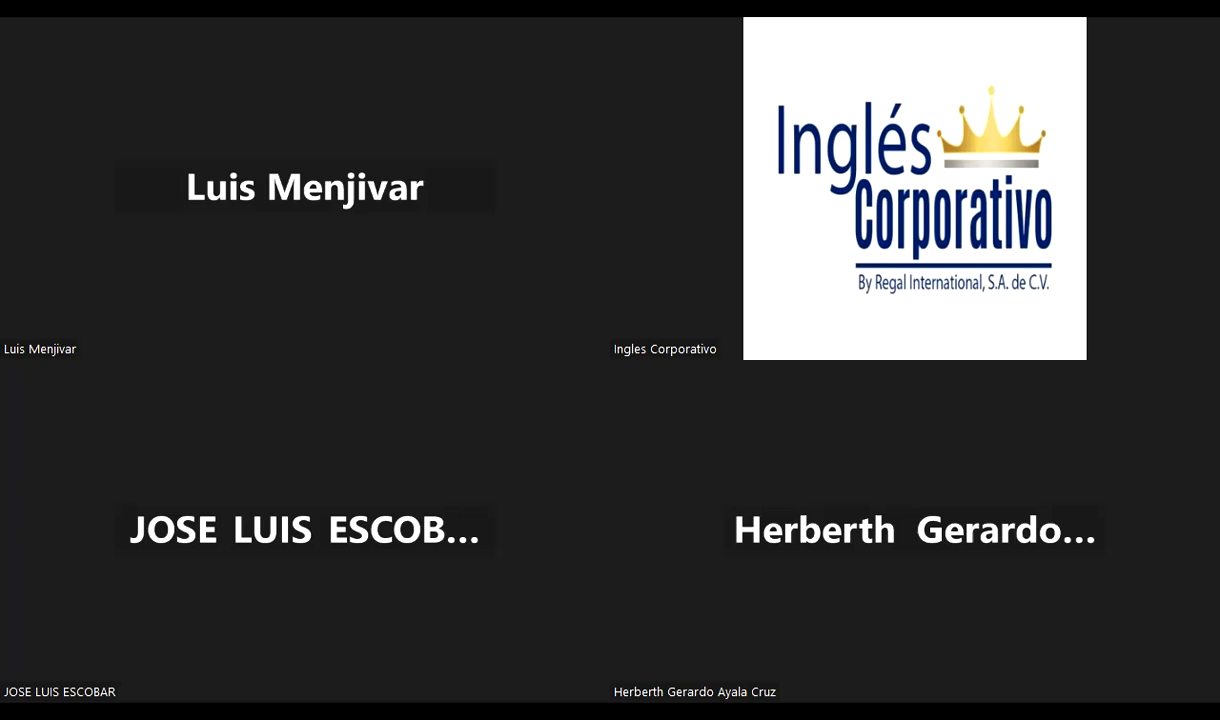 Luis Menjivar
Luis Menjivar
Inglés
Corporativo
By Regal International, S.A. de C.V.
Ingles Corporativo
JOSE LUIS ESCOB...
JOSE LUIS ESCOBAR
Herberth Gerardo...
Herberth Gerardo Ayala Cruz